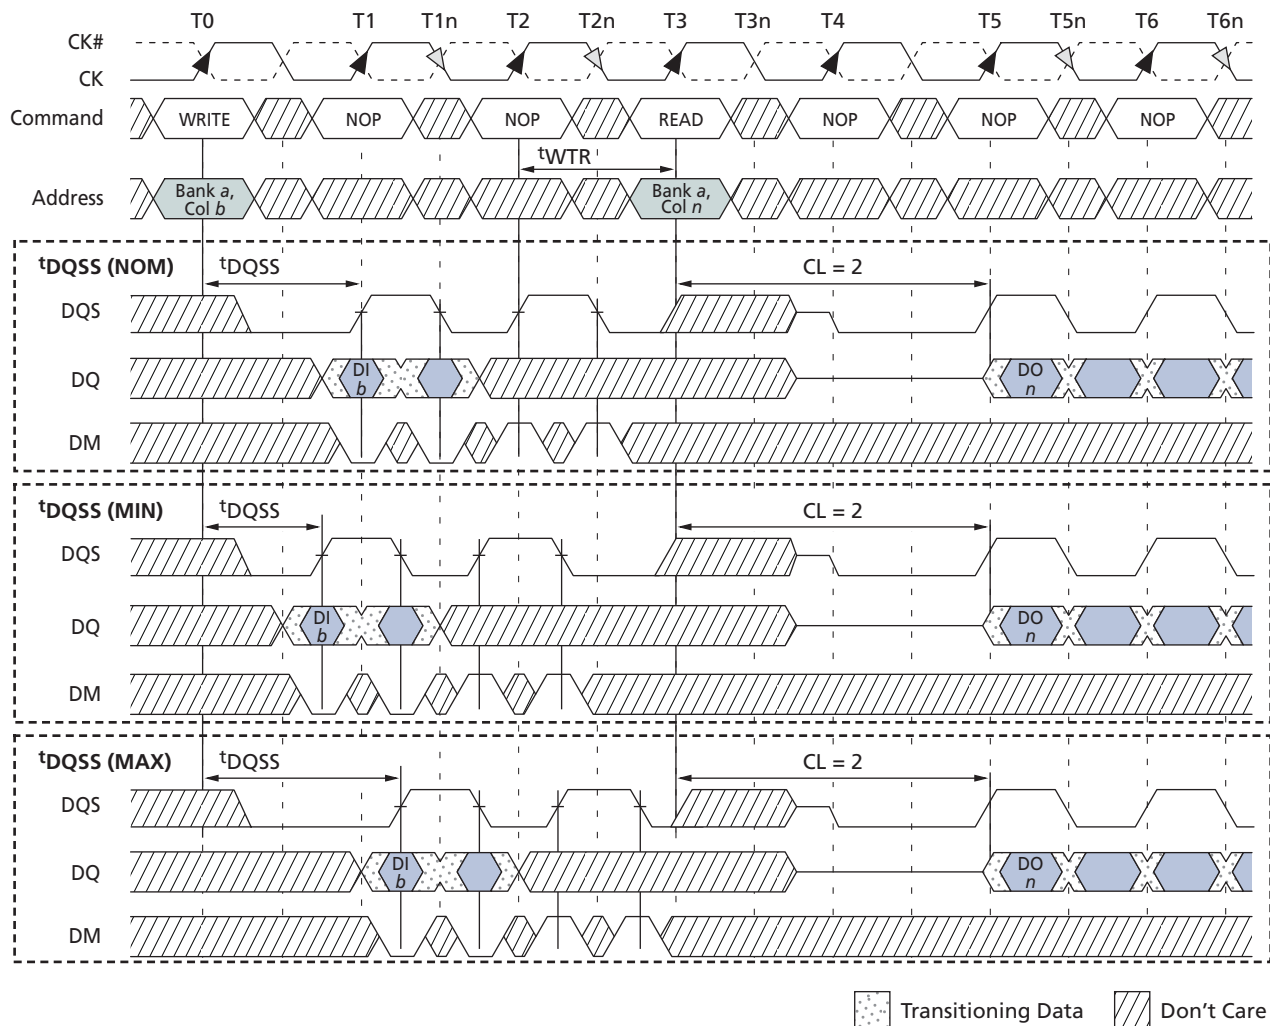 T0 T1 T1n T2 T2n T3 T3n T4 T5 T5n T6 T6n
CK#
CK
Command WRITE NOP NOP READ NOP NOP NOP
tWTR
Address Bank a, Col b Bank a, Col n
tDQSS (NOM) tDQSS CL = 2
DQS
DQ DI b DO n
DM
tDQSS (MIN) tDQSS CL = 2
DQS
DQ DI b DO n
DM
tDQSS (MAX) tDQSS CL = 2
DQS
DQ DI b DO n
DM
Transitioning Data Don't Care